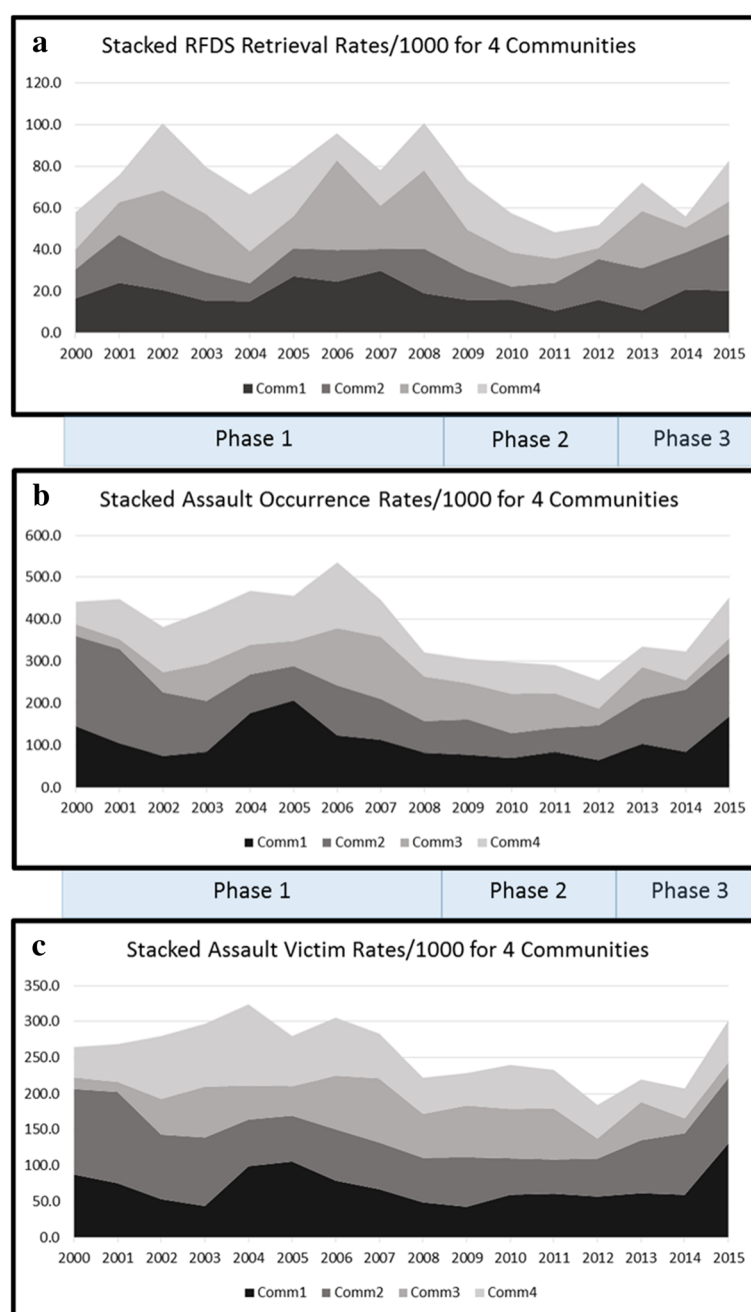 a
Stacked RFDS Retrieval Rates/1000 for 4 Communities
120.0
100.0
80.0
60.0
40.0
20.0
0.0
2000 2001 2002 2003 2004 2005 2006 2007 2008 2009 2010 2011 2012 2013 2014 2015
Comm1 Comm2 Comm3 Comm4
Phase 1 Phase 2 Phase 3
b
Stacked Assault Occurrence Rates/1000 for 4 Communities
600.0
500.0
400.0
300.0
200.0
100.0
0.0
2000 2001 2002 2003 2004 2005 2006 2007 2008 2009 2010 2011 2012 2013 2014 2015
Comm1 Comm2 Comm3 Comm4
Phase 1 Phase 2 Phase 3
c
Stacked Assault Victim Rates/1000 for 4 Communities
350.0
300.0
250.0
200.0
150.0
100.0
50.0
0.0
2000 2001 2002 2003 2004 2005 2006 2007 2008 2009 2010 2011 2012 2013 2014 2015
Comm1 Comm2 Comm3 Comm4